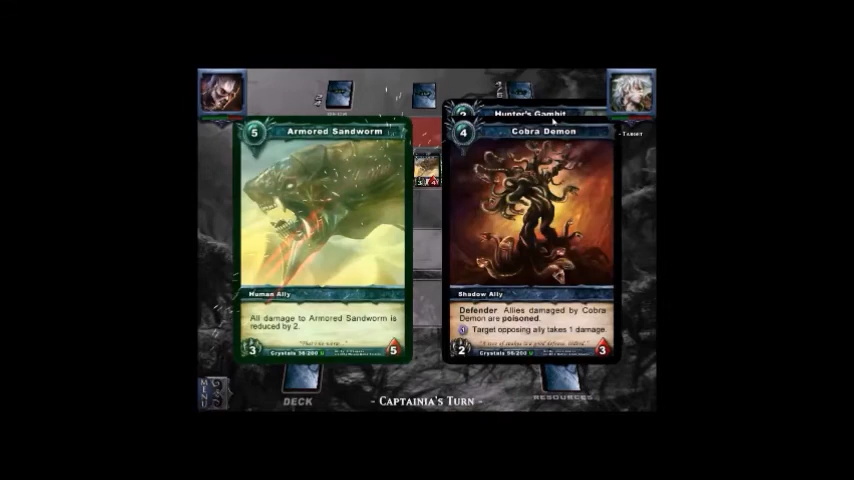 Hunter's Gambit
5 Armored Sandworm
4 Cobra Demon
- Target
Human Ally
Shadow Ally
All damage to Armored Sandworm is
reduced by 2.
Defender Allies damaged by Cobra
Demon are poisoned.
Target opposing ally takes 1 damage
3
5
2
3
MENU
DECK
- Captainia's Turn -
RESOURCES